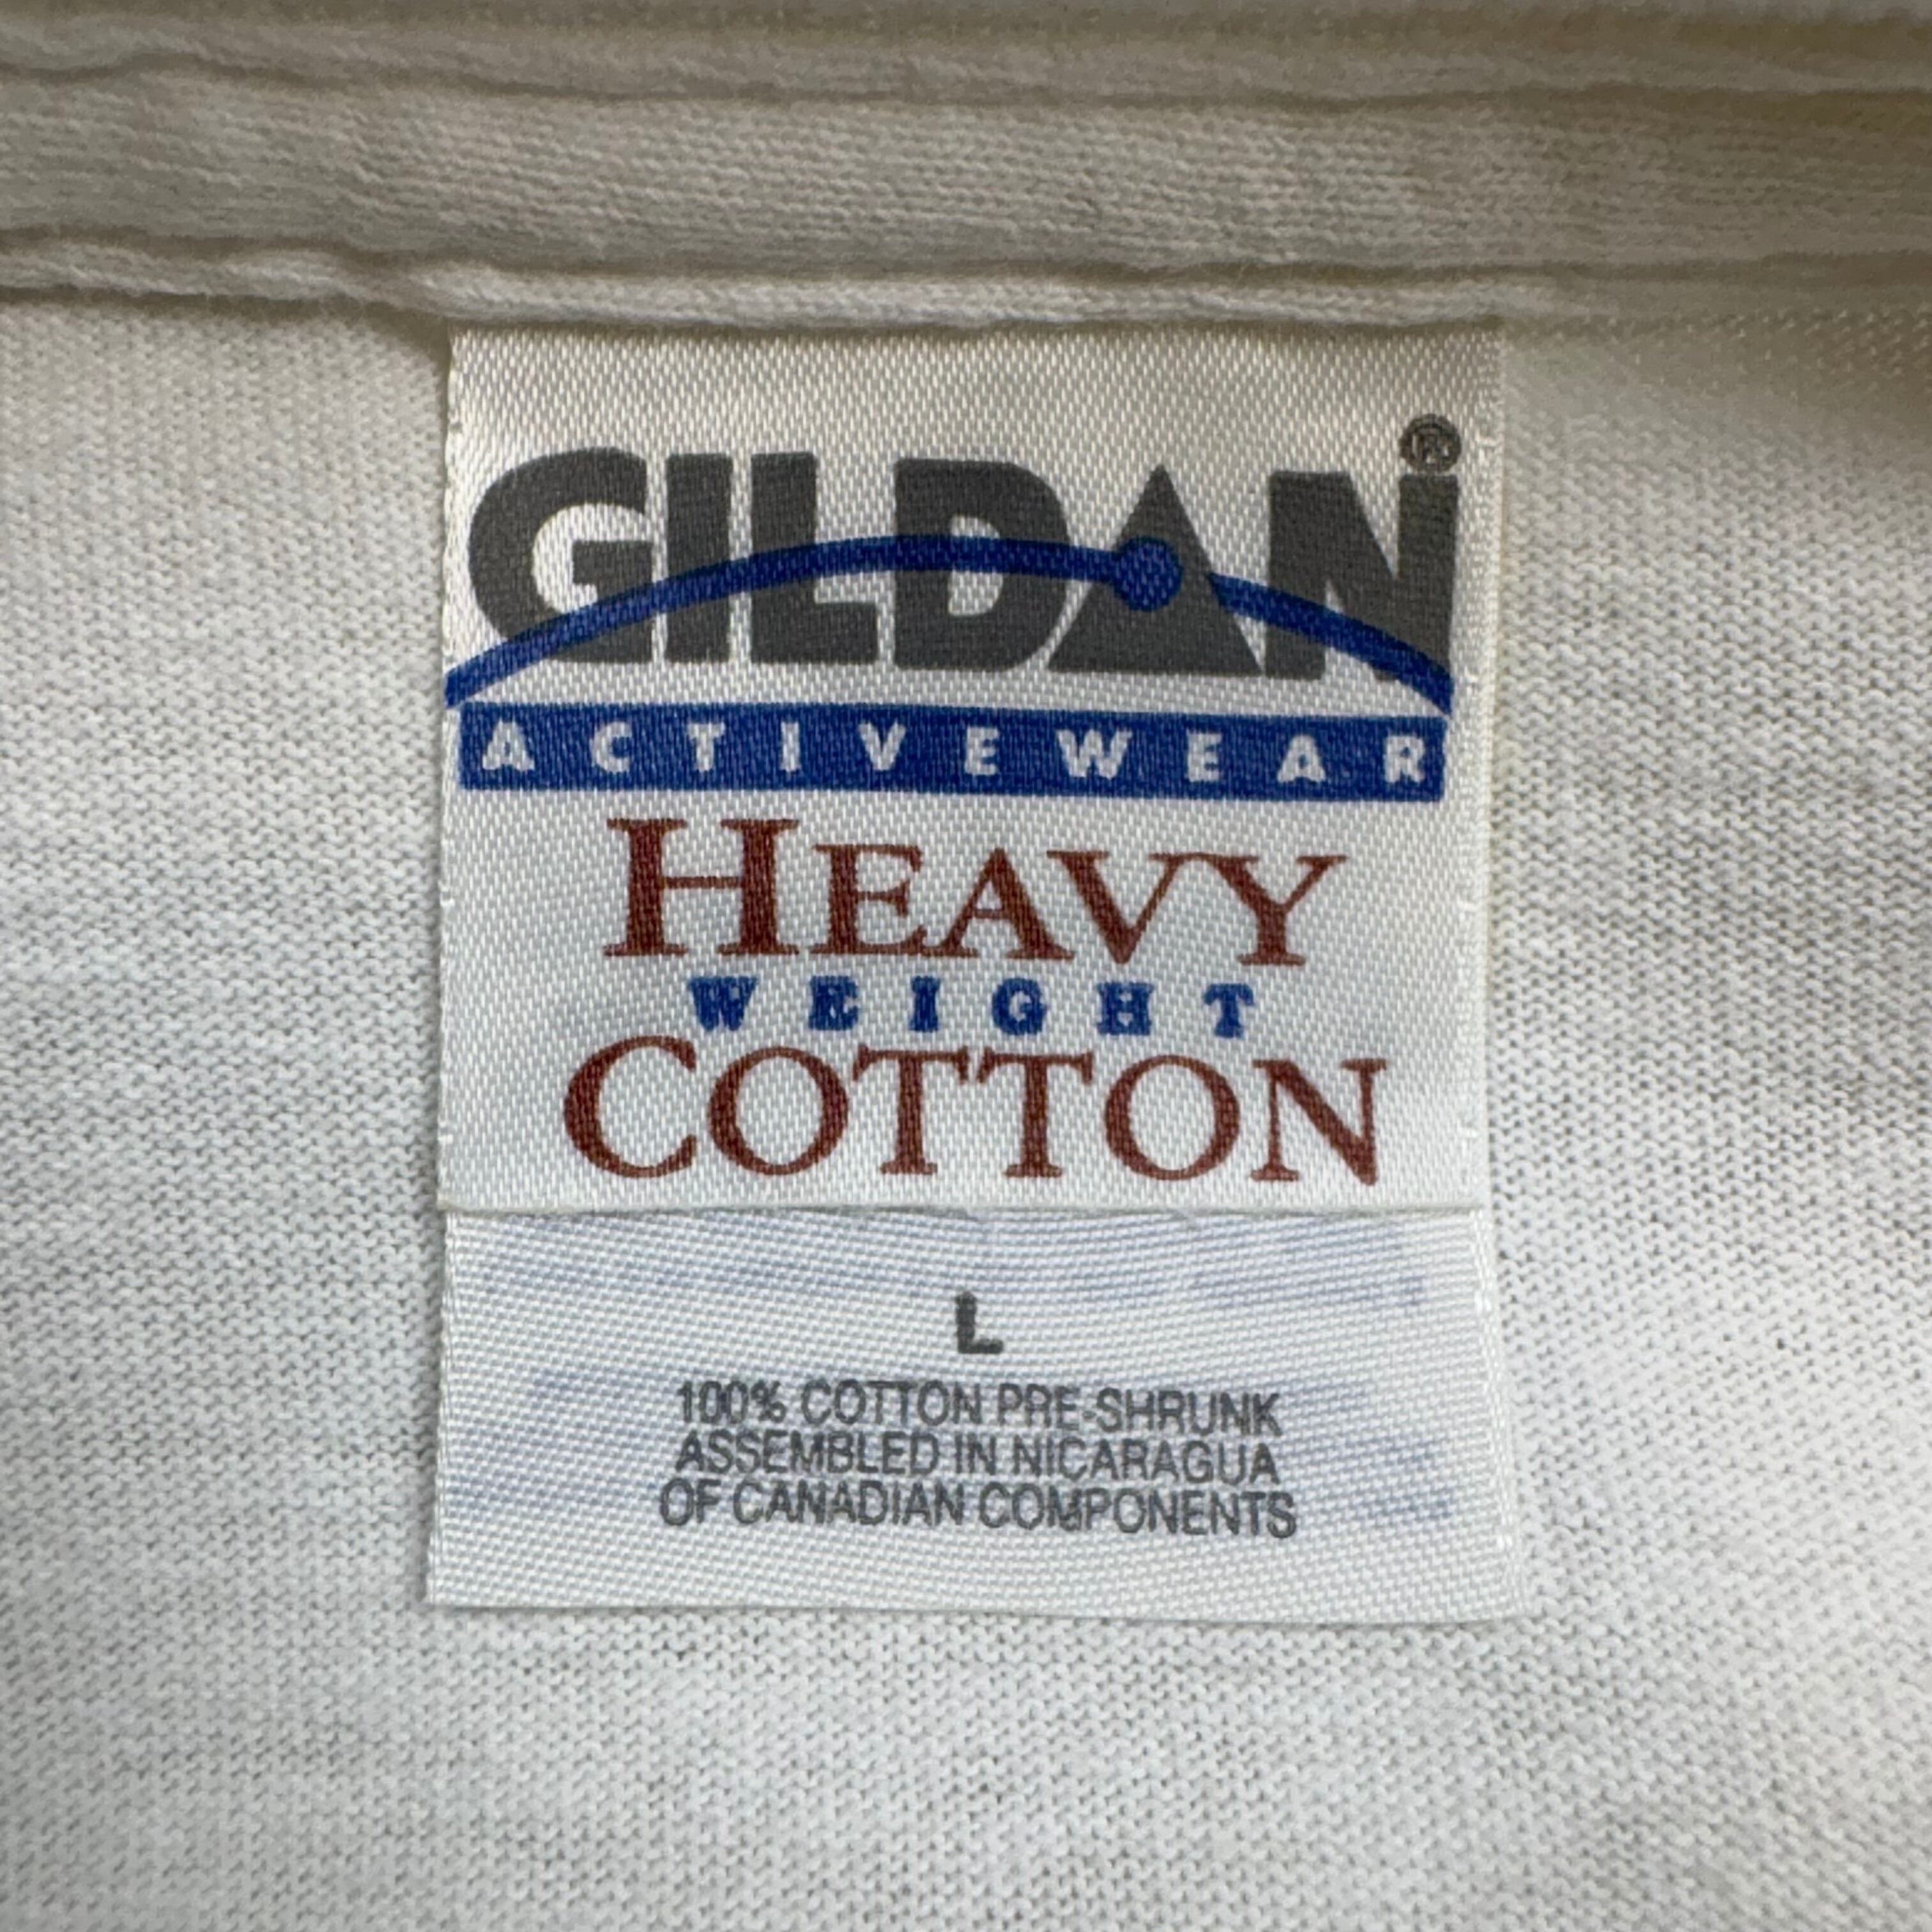 GILDAN®
ACTIVEWEAR
HEAVY
WEIGHT
COTTON
L
100% COTTON PRE-SHRUNK
ASSEMBLED IN NICARAGUA
OF CANADIAN COMPONENTS